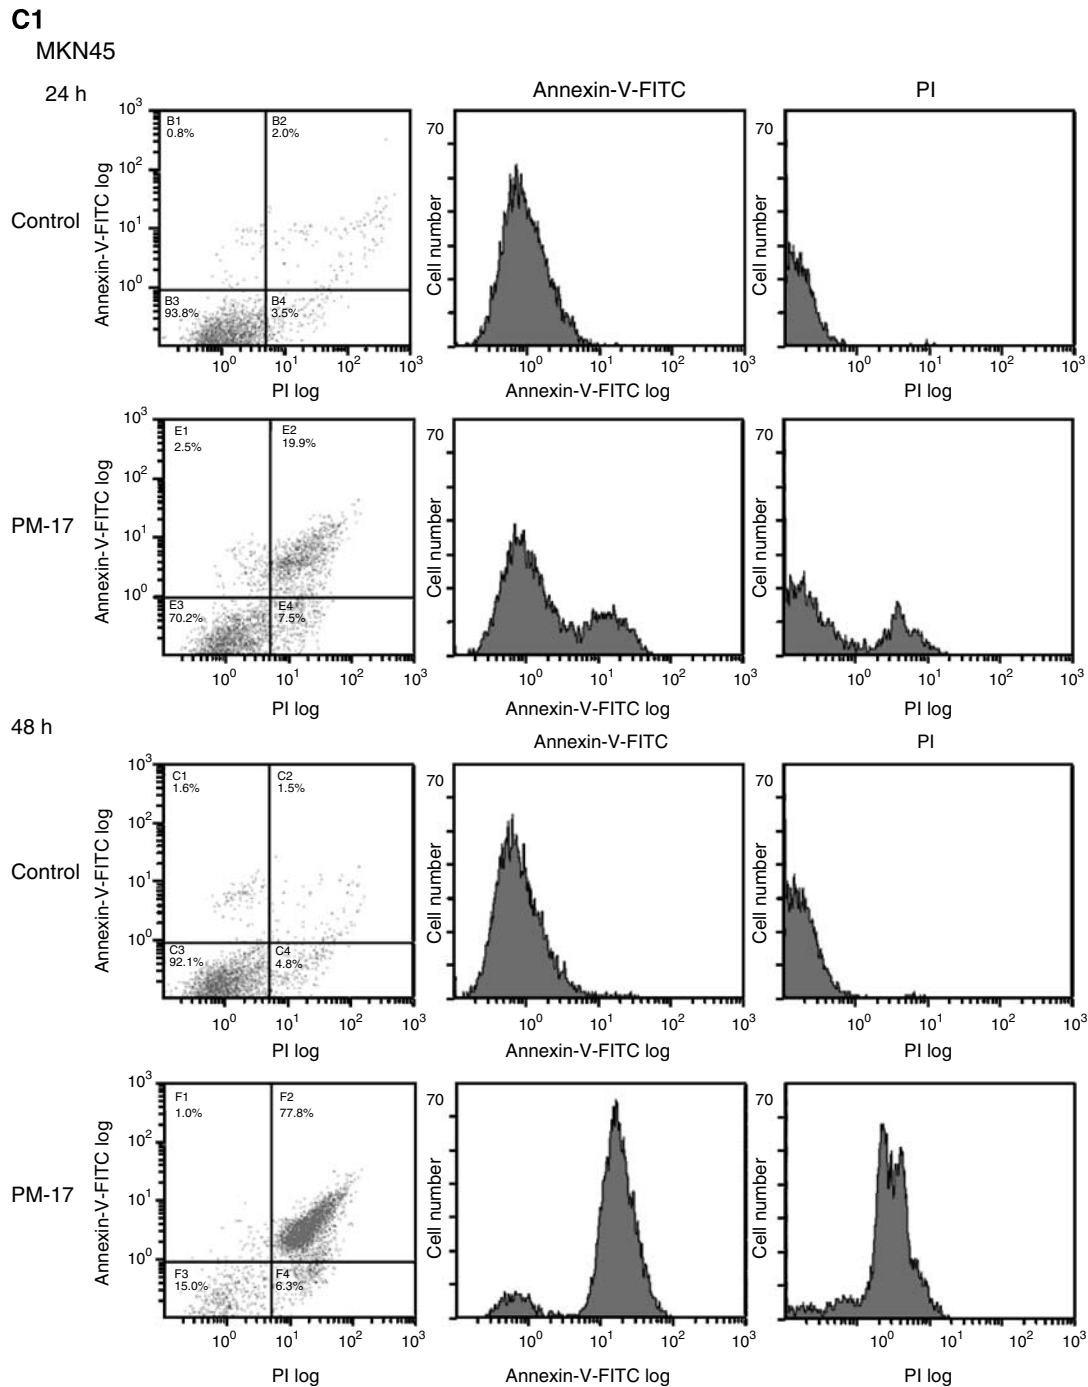 C1
MKN45
24 h
Annexin-V-FITC
PI
Control
Annexin-V-FITC log
10³
10²
10¹
10⁰
B1
0.8%
B2
2.0%
B3
93.8%
B4
3.5%
10⁰ 10¹ 10² 10³
PI log
70
Cell number
10⁰ 10¹ 10² 10³
Annexin-V-FITC log
70
Cell number
10⁰ 10¹ 10² 10³
PI log
PM-17
Annexin-V-FITC log
10³
10²
10¹
10⁰
E1
2.5%
E2
19.9%
E3
70.2%
E4
7.5%
10⁰ 10¹ 10² 10³
PI log
70
Cell number
10⁰ 10¹ 10² 10³
Annexin-V-FITC log
70
Cell number
10⁰ 10¹ 10² 10³
PI log
48 h
Annexin-V-FITC
PI
Control
Annexin-V-FITC log
10³
10²
10¹
10⁰
C1
1.6%
C2
1.5%
C3
92.1%
C4
4.8%
10⁰ 10¹ 10² 10³
PI log
70
Cell number
10⁰ 10¹ 10² 10³
Annexin-V-FITC log
70
Cell number
10⁰ 10¹ 10² 10³
PI log
PM-17
Annexin-V-FITC log
10³
10²
10¹
10⁰
F1
1.0%
F2
77.8%
F3
15.0%
F4
6.3%
10⁰ 10¹ 10² 10³
PI log
70
Cell number
10⁰ 10¹ 10² 10³
Annexin-V-FITC log
70
Cell number
10⁰ 10¹ 10² 10³
PI log